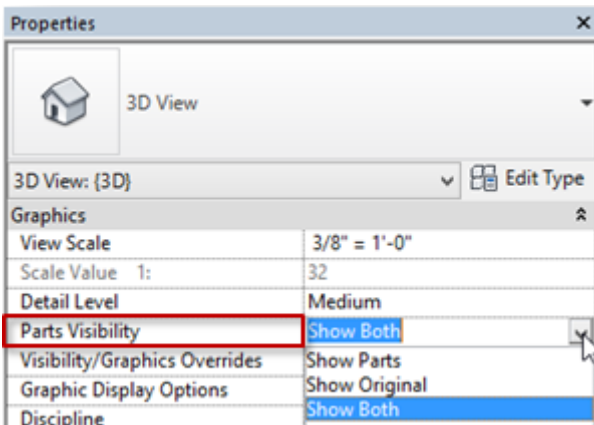 Properties
3D View
3D View: {3D}
Edit Type
Graphics
View Scale 3/8" = 1'-0"
Scale Value 1: 32
Detail Level Medium
Parts Visibility Show Both
Visibility/Graphics Overrides Show Parts
Graphic Display Options Show Original
Discipline Show Both